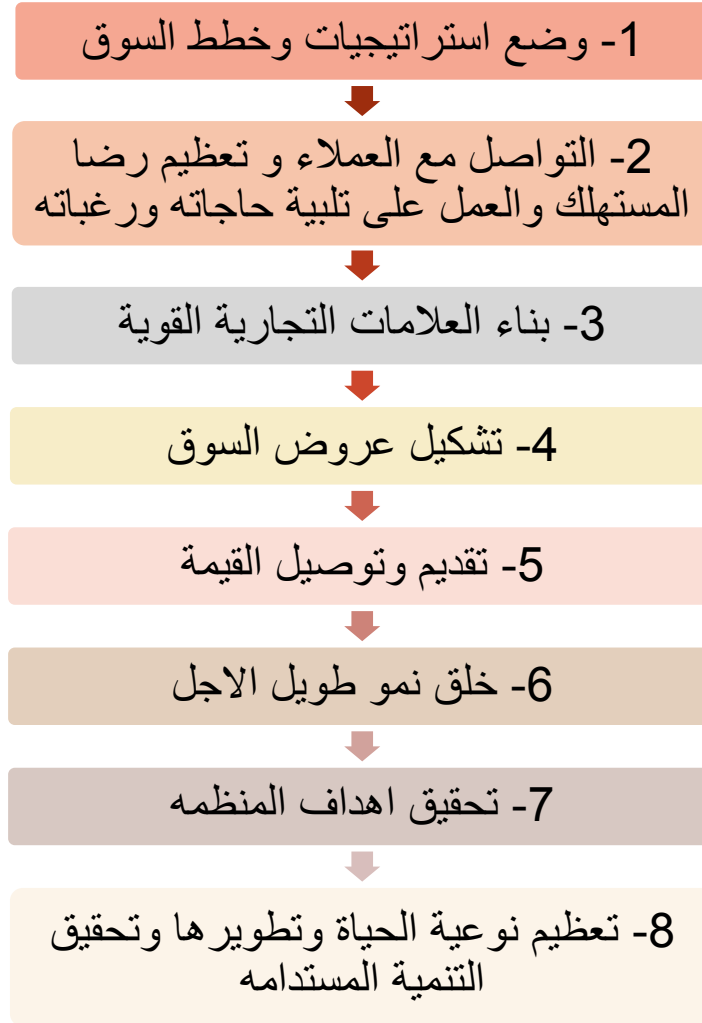 1- وضع استراتيجيات وخطط السوق
2- التواصل مع العملاء و تعظيم رضا
المستهلك والعمل على تلبية حاجاته ورغباته
3- بناء العلامات التجارية القوية
4- تشكيل عروض السوق
5- تقديم وتوصيل القيمة
6- خلق نمو طويل الاجل
7- تحقيق اهداف المنظمه
8- تعظيم نوعية الحياة وتطويرها وتحقيق
التنمية المستدامه